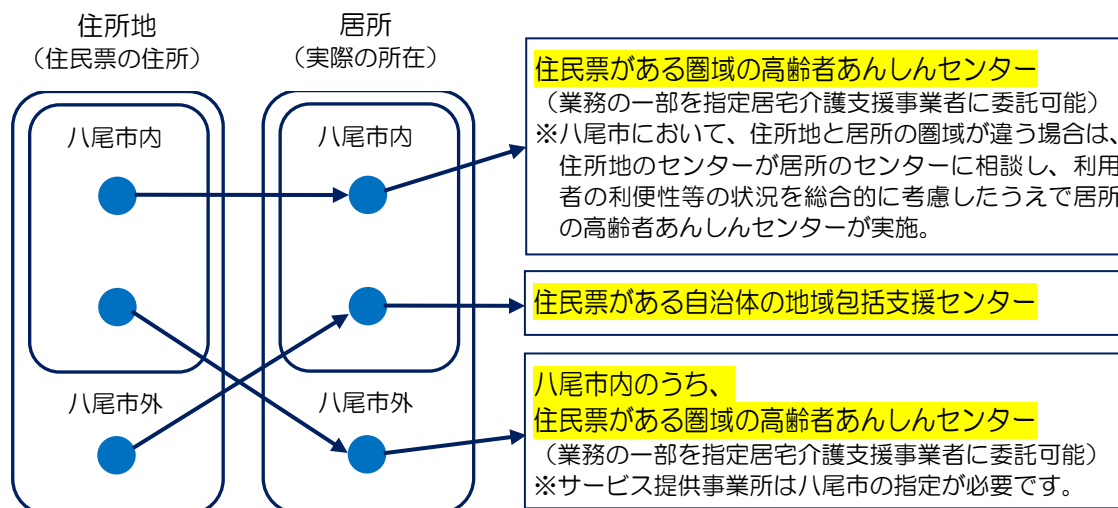 住所地
（住民票の住所）
居所
（実際の所在）
八尾市内
八尾市内
八尾市外
八尾市外
住民票がある圏域の高齢者あんしんセンター
（業務の一部を指定居宅介護支援事業者に委託可能）
※八尾市において、住所地と居所の圏域が違う場合は、
住所地のセンターが居所のセンターに相談し、利用
者の利便性等の状況を総合的に考慮したうえで居所
の高齢者あんしんセンターが実施。
住民票がある自治体の地域包括支援センター
八尾市内のうち、
住民票がある圏域の高齢者あんしんセンター
（業務の一部を指定居宅介護支援事業者に委託可能）
※サービス提供事業所は八尾市の指定が必要です。